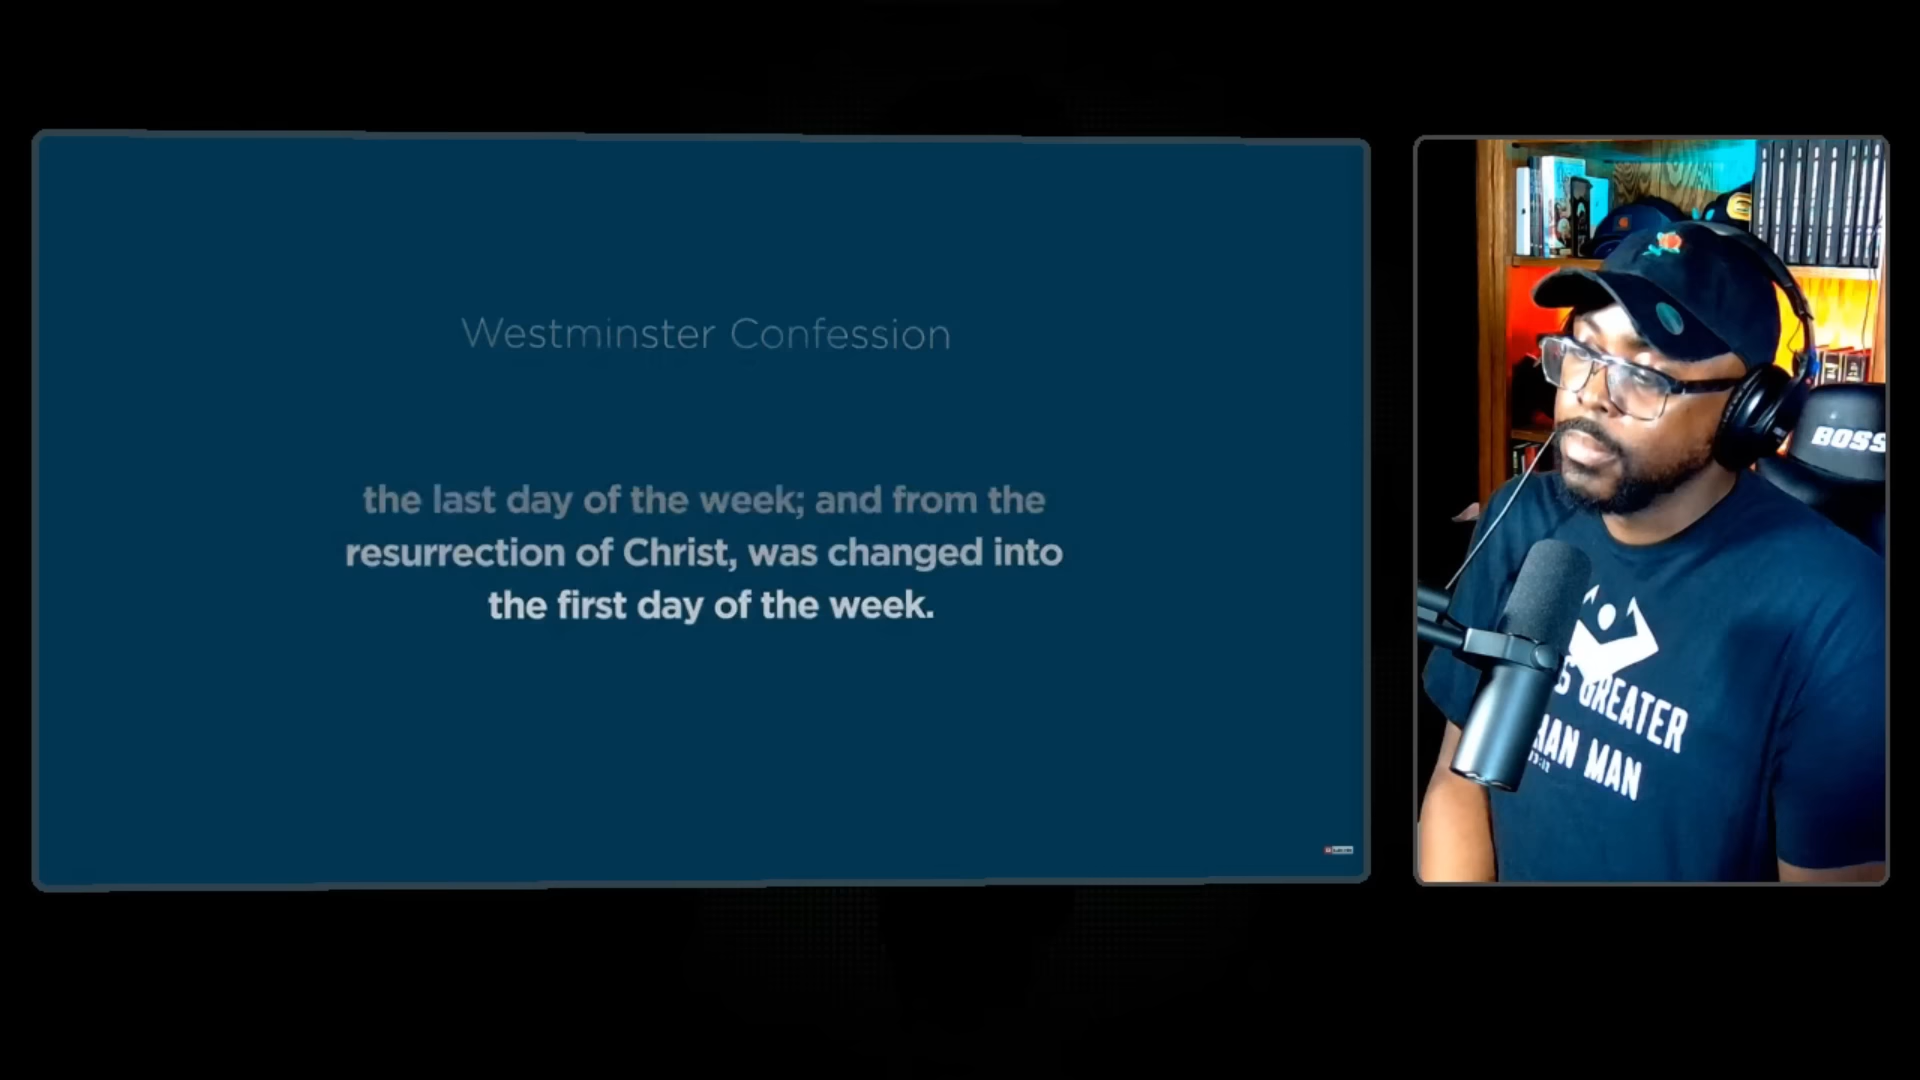 Westminster Confession
the last day of the week; and from the
resurrection of Christ, was changed into
the first day of the week.
BOSS
GREATER
MAN